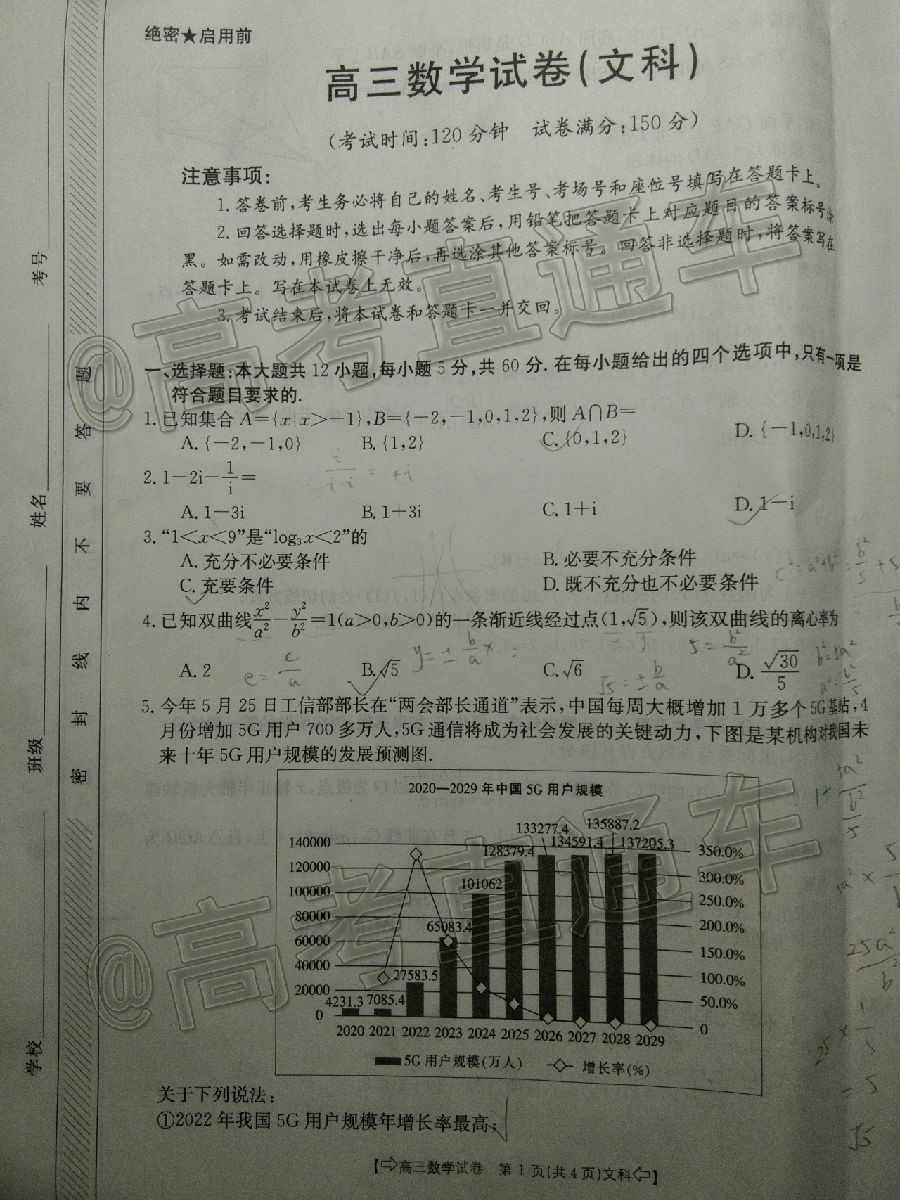 绝密★启用前
高三数学试卷(文科)
(考试时间:120分钟 试卷满分:150分)
注意事项:
1.答卷前,考生务必将自己的姓名、考生号、考场号和座位号填写在答题卡上。
2.回答选择题时,选出每小题答案后,用铅笔把答题卡上对应题目的答案标号涂
黑。如需改动,用橡皮擦干净后,再选涂其他答案标号。回答非选择题时,将答案写在
答题卡上。写在本试卷上无效。
3.考试结束后,将本试卷和答题卡一并交回。
@高考直通车
一、选择题:本大题共12小题,每小题5分,共60分.在每小题给出的四个选项中,只有一项是
符合题目要求的.
1.已知集合A={x|x>-1},B={-2,-1,0,1,2},则A∩B=
A.{-2,-1,0} B.{1,2} C.{0,1,2} D.{-1,0,1,2}
2.1-2i-1/i=
A.1-3i B.1+3i C.1+i D.1-i
3.“1<x<9”是“log₃x<2”的
A.充分不必要条件 B.必要不充分条件
C.充要条件 D.既不充分也不必要条件
4.已知双曲线x²/a²-y²/b²=1(a>0,b>0)的一条渐近线经过点(1,√5),则该双曲线的离心率为
A.2 B.√5 C.√6 D.√30/5
e=c/a y=±b/a x √5=±b/a 5=b²/a² b²=5a²
5.今年5月25日工信部部长在“两会部长通道”表示,中国每周大概增加1万多个5G基站,4
月份增加5G用户700多万人,5G通信将成为社会发展的关键动力,下图是某机构对我国未
来十年5G用户规模的发展预测图.
2020—2029年中国5G用户规模
133277.4 135887.2
140000 128379.4 134591.4 137205.3 350.0%
120000 300.0%
100000 101062 250.0%
80000 65083.4 200.0%
60000 150.0%
40000 27583.5 100.0%
20000 4231.3 7085.4 50.0%
0 0
2020 2021 2022 2023 2024 2025 2026 2027 2028 2029
5G用户规模(万人) 增长率(%)
@高考直通车
关于下列说法:
①2022年我国5G用户规模年增长率最高;
【⇨高三数学试卷 第1页(共4页)文科⇦】
考号
姓名
班级
学校
密封线内不要答题